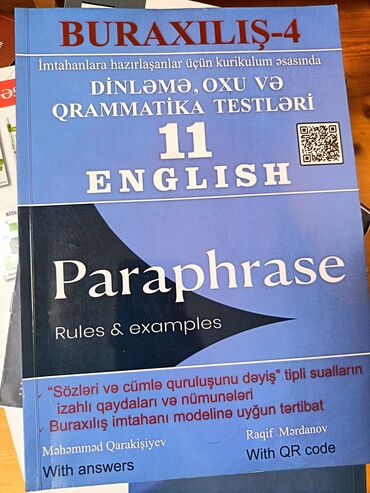 BURAXILIŞ-4
İmtahanlara hazırlaşanlar üçün kurikulum əsasında
DİNLƏMƏ, OXU VƏ
QRAMMATİKA TESTLƏRİ
11
ENGLISH
Paraphrase
Rules & examples
"Sözləri və cümlə quruluşunu dəyiş" tipli sualların
izahlı qaydaları və nümunələri
Buraxılış imtahanı modelinə uyğun tərtibat
Məhəmməd Qarakişiyev
Raqif Mərdanov
With answers
With QR code